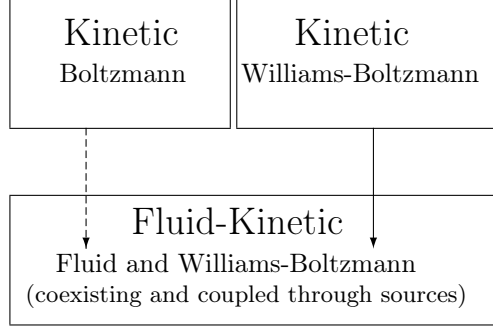 Kinetic
Boltzmann
Kinetic
Williams-Boltzmann
Fluid-Kinetic
Fluid and Williams-Boltzmann
(coexisting and coupled through sources)